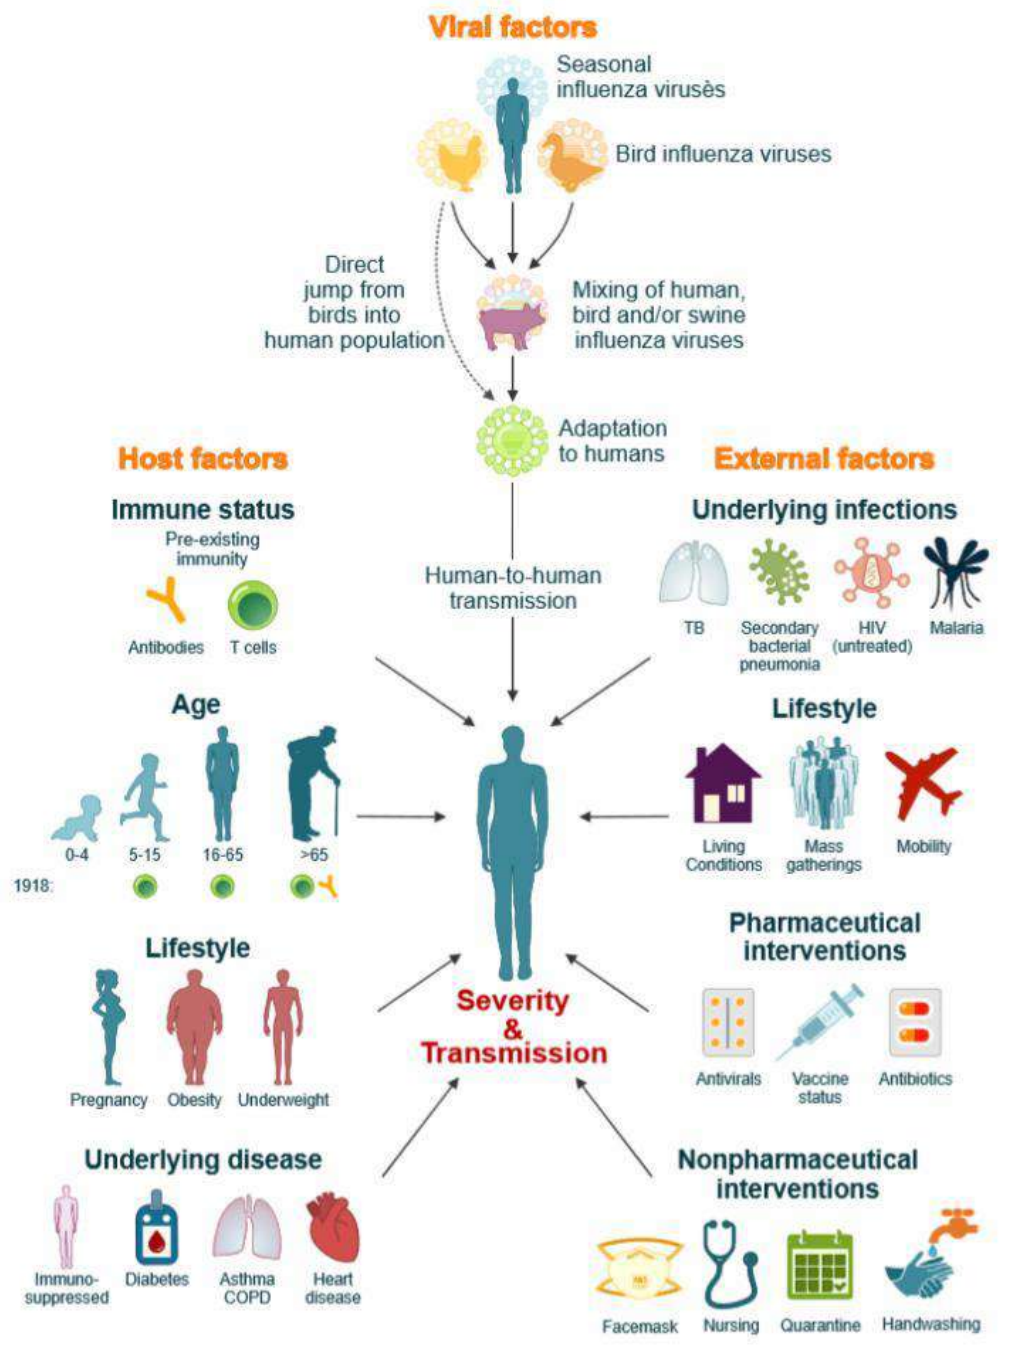 Viral factors
Seasonal
influenza virusès
Bird influenza viruses
Direct
jump from
birds into
human population
Mixing of human,
bird and/or swine
influenza viruses
Adaptation
to humans
Human-to-human
transmission
Host factors
Immune status
Pre-existing
immunity
Antibodies T cells
Age
0-4 5-15 16-65 >65
1918:
Lifestyle
Pregnancy Obesity Underweight
Underlying disease
Immuno-
suppressed
Diabetes
Asthma
COPD
Heart
disease
Severity
&
Transmission
External factors
Underlying infections
TB
Secondary
bacterial
pneumonia
HIV
(untreated)
Malaria
Lifestyle
Living
Conditions
Mass
gatherings
Mobility
Pharmaceutical
interventions
Antivirals
Vaccine
status
Antibiotics
Nonpharmaceutical
interventions
Facemask Nursing Quarantine Handwashing